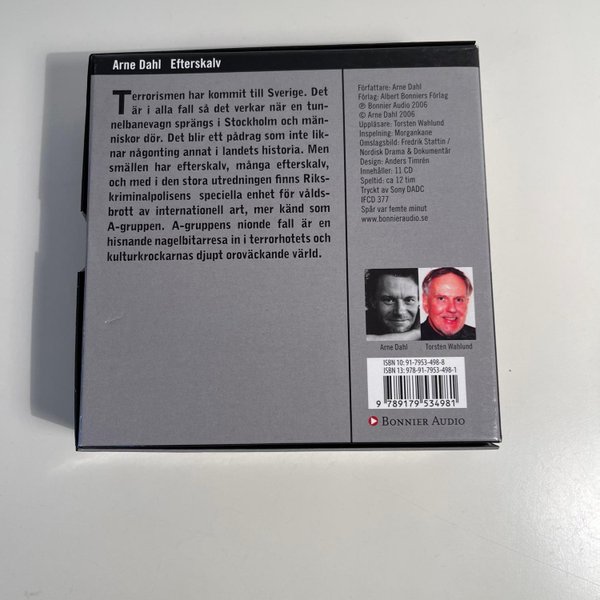 Arne Dahl Efterskalv
Terrorismen har kommit till Sverige. Det
är i alla fall så det verkar när en tun-
nelbanevagn sprängs i Stockholm och män-
niskor dör. Det blir ett pådrag som inte lik-
nar någonting annat i landets historia. Men
smällen har efterskalv, många efterskalv,
och med i den stora utredningen finns Riks-
kriminalpolisens speciella enhet förvålds-
brott av internationell art, mer känd som
A-gruppen. A-gruppens nionde fall är en
hisnande nagelbitarresa in i terrorhotets och
kulturkrockarnas djupt oroväckande värld.
Författare: Arne Dahl
Förlag: Albert Bonniers Förlag
℗ Bonnier Audio 2006
© Arne Dahl 2006
Uppläsare: Torsten Wahlund
Inspelning: Morgankane
Omslagsbild: Fredrik Stattin /
Nordisk Drama & Dokumentär
Design: Anders Timrén
Innehåller: 11 CD
Speltid: ca 12 tim
Tryckt av Sony DADC
IFCD 377
Spår var femte minut
www.bonnieraudio.se
Arne Dahl Torsten Wahlund
ISBN 10: 91-7953-498-8
ISBN 13: 978-91-7953-498-1
9 789179 534981
BONNIER AUDIO